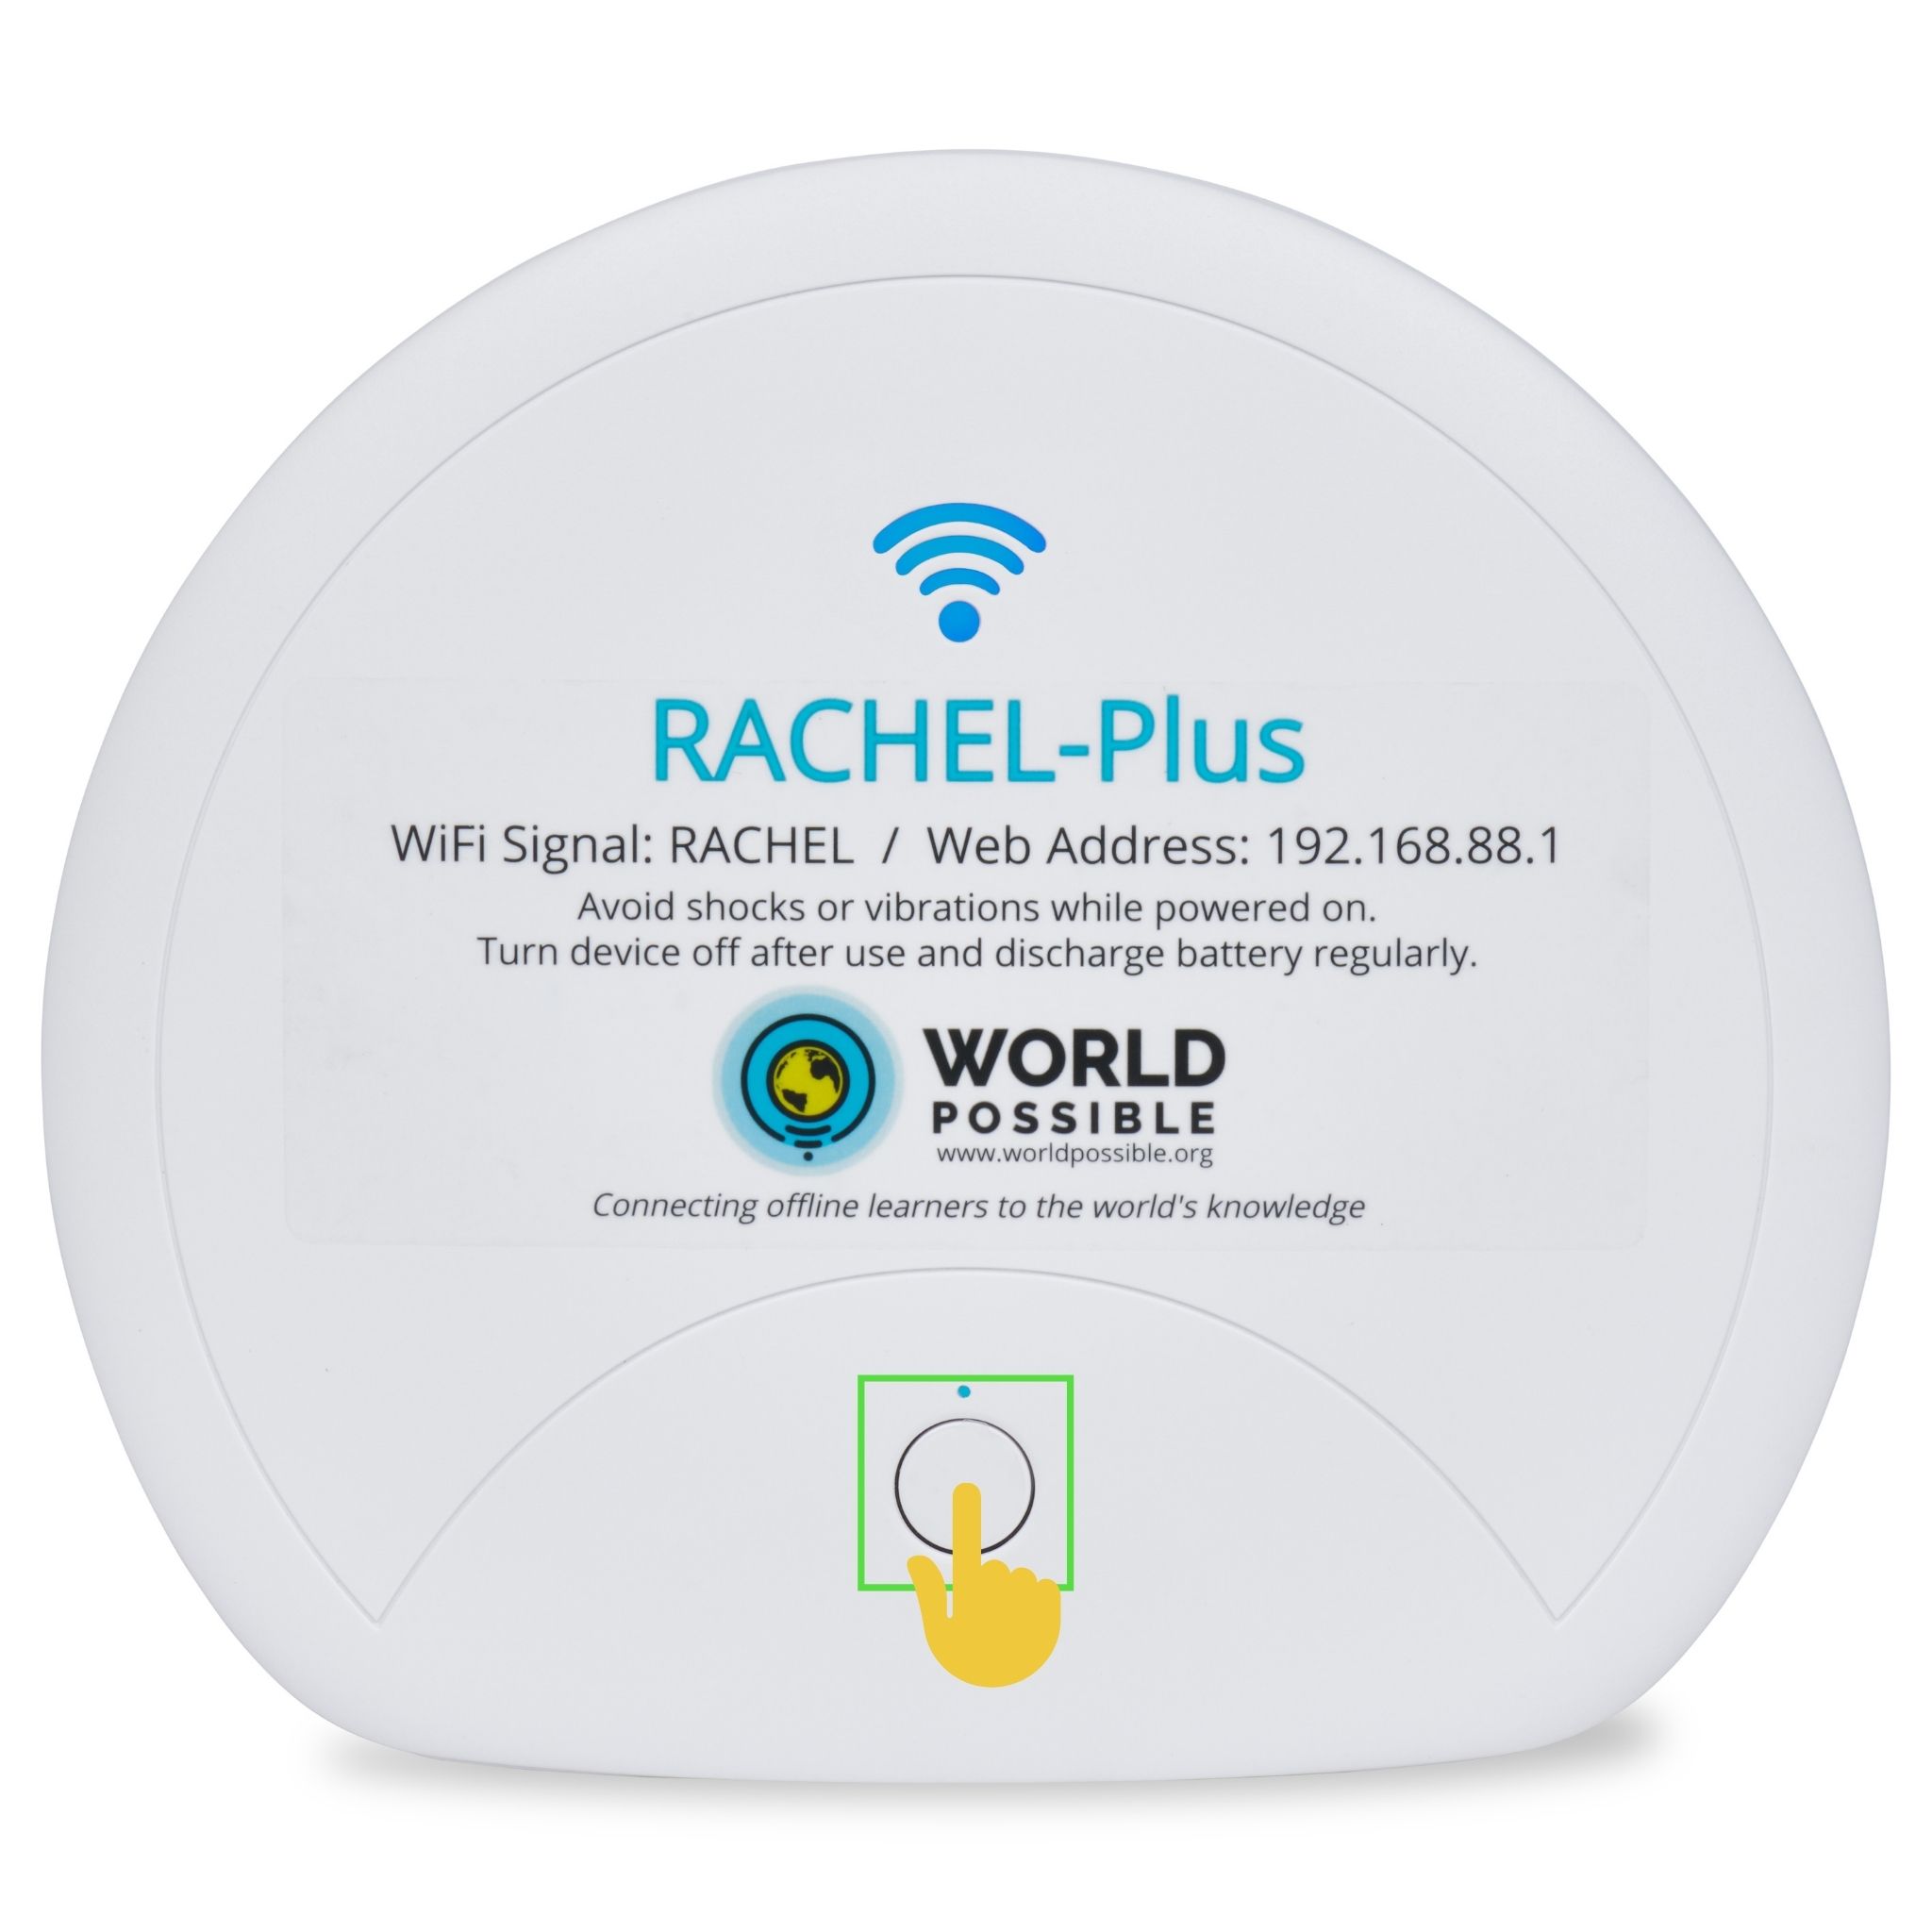 RACHEL-Plus
WiFi Signal: RACHEL / Web Address: 192.168.88.1
Avoid shocks or vibrations while powered on.
Turn device off after use and discharge battery regularly.
WORLD
POSSIBLE
www.worldpossible.org
Connecting offline learners to the world's knowledge